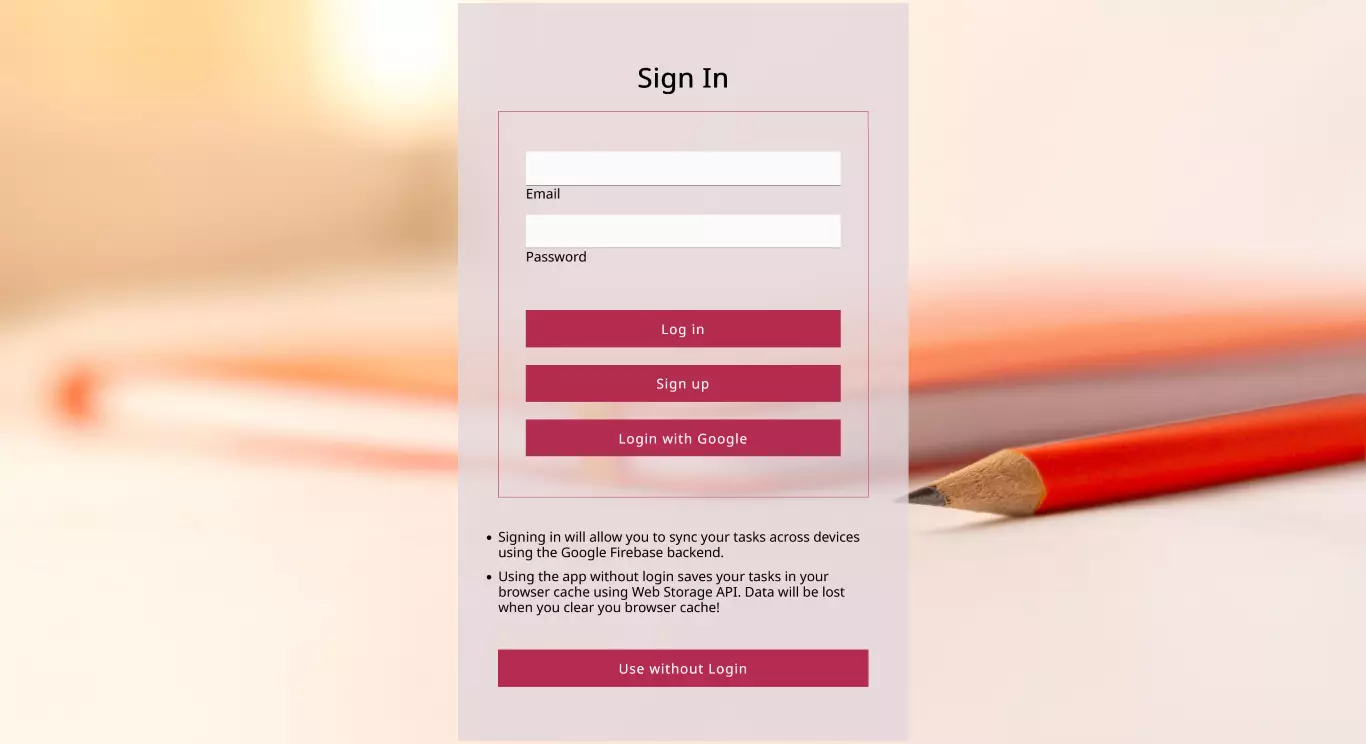 Sign In
Email
Password
Log in
Sign up
Login with Google
• Signing in will allow you to sync your tasks across devices
using the Google Firebase backend.
• Using the app without login saves your tasks in your
browser cache using Web Storage API. Data will be lost
when you clear you browser cache!
Use without Login